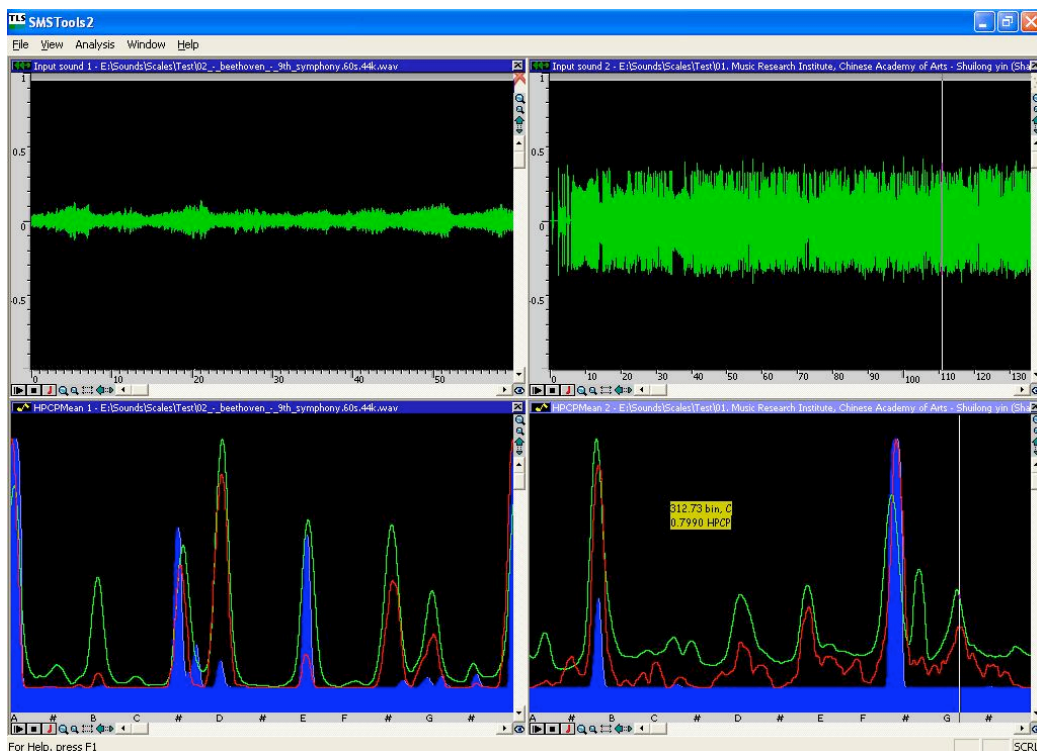 TLS SMSTools2
File View Analysis Window Help
Input sound 1 - E:\Sounds\Scales\Test\02_-_beethoven_-_9th_symphony.60s.44k.wav
1
0.5
0
-0.5
0 10 20 30 40 50
Input sound 2 - E:\Sounds\Scales\Test\01. Music Research Institute, Chinese Academy of Arts - Shuilong yin (Sha
1
0.5
0
-0.5
0 10 20 30 40 50 60 70 80 90 100 110 120 130
HPCPMean 1 - E:\Sounds\Scales\Test\02_-_beethoven_-_9th_symphony.60s.44k.wav
A # B C # D # E F # G #
HPCPMean 2 - E:\Sounds\Scales\Test\01. Music Research Institute, Chinese Academy of Arts - Shuilong yin (Sha
312.73 bin, C
0.7990 HPCP
A # B C # D # E F # G #
For Help, press F1
SCRL